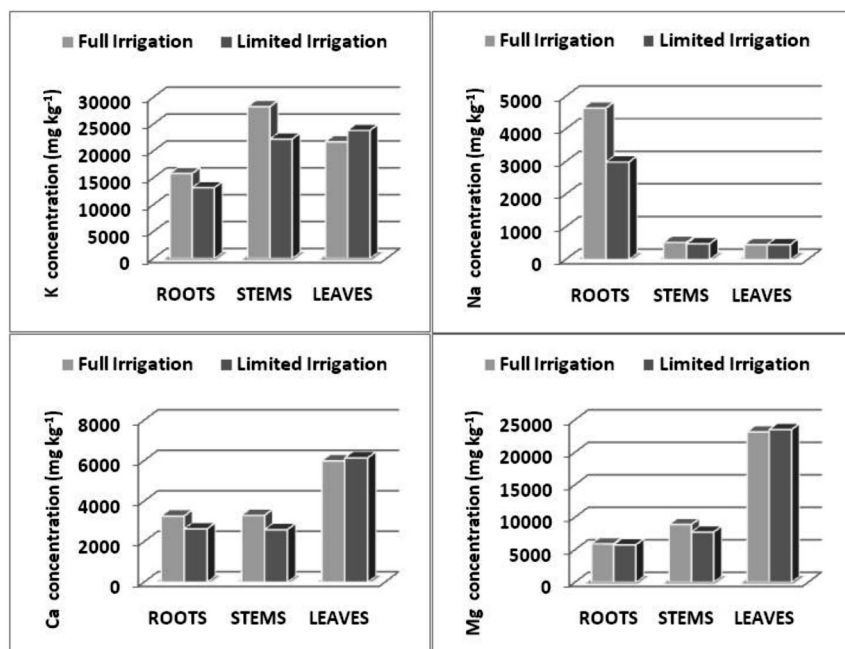 Full Irrigation Limited Irrigation
K concentration (mg kg⁻¹)
30000
25000
20000
15000
10000
5000
0
ROOTS STEMS LEAVES
Full Irrigation Limited Irrigation
Na concentration (mg kg⁻¹)
5000
4000
3000
2000
1000
0
ROOTS STEMS LEAVES
Full Irrigation Limited Irrigation
Ca concentration (mg kg⁻¹)
8000
6000
4000
2000
0
ROOTS STEMS LEAVES
Full Irrigation Limited Irrigation
Mg concentration (mg kg⁻¹)
25000
20000
15000
10000
5000
0
ROOTS STEMS LEAVES